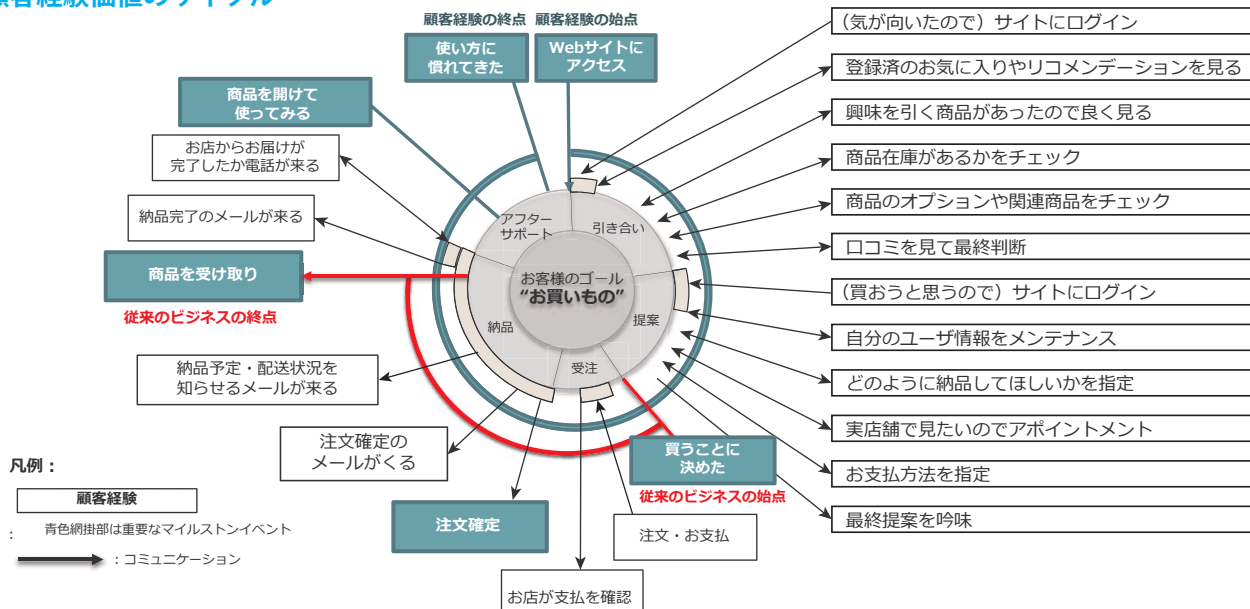 顧客経験価値のサイクル
顧客経験の終点
顧客経験の始点
使い方に
慣れてきた
Webサイトに
アクセス
商品を開けて
使ってみる
お店からお届けが
完了したか電話が来る
納品完了のメールが来る
商品を受け取り
従来のビジネスの終点
納品予定・配送状況を
知らせるメールが来る
注文確定の
メールがくる
注文確定
お店が支払を確認
注文・お支払
買うことに
決めた
従来のビジネスの始点
アフター
サポート
引き合い
お客様のゴール
“お買いもの”
納品
提案
受注
（気が向いたので）サイトにログイン
登録済のお気に入りやリコメンデーションを見る
興味を引く商品があったので良く見る
商品在庫があるかをチェック
商品のオプションや関連商品をチェック
口コミを見て最終判断
（買おうと思うので）サイトにログイン
自分のユーザ情報をメンテナンス
どのように納品してほしいかを指定
実店舗で見たいのでアポイントメント
お支払方法を指定
最終提案を吟味
凡例：
顧客経験
： 青色網掛部は重要なマイルストンイベント
：コミュニケーション